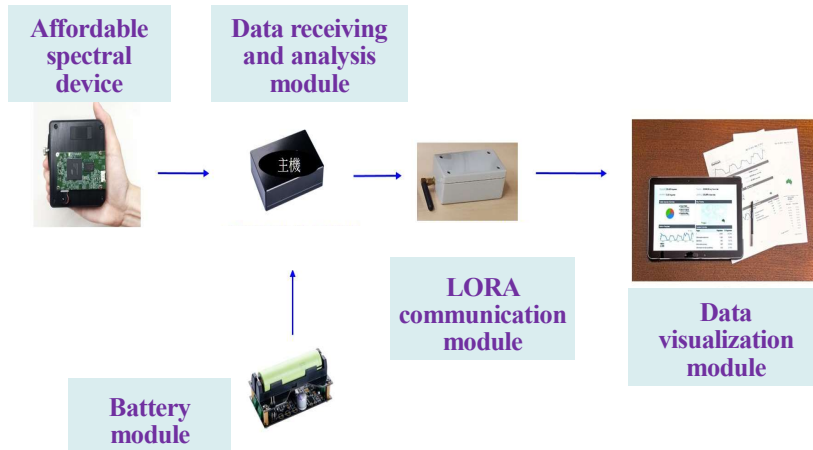 Affordable
spectral
device
Data receiving
and analysis
module
主機
LORA
communication
module
Data
visualization
module
Battery
module